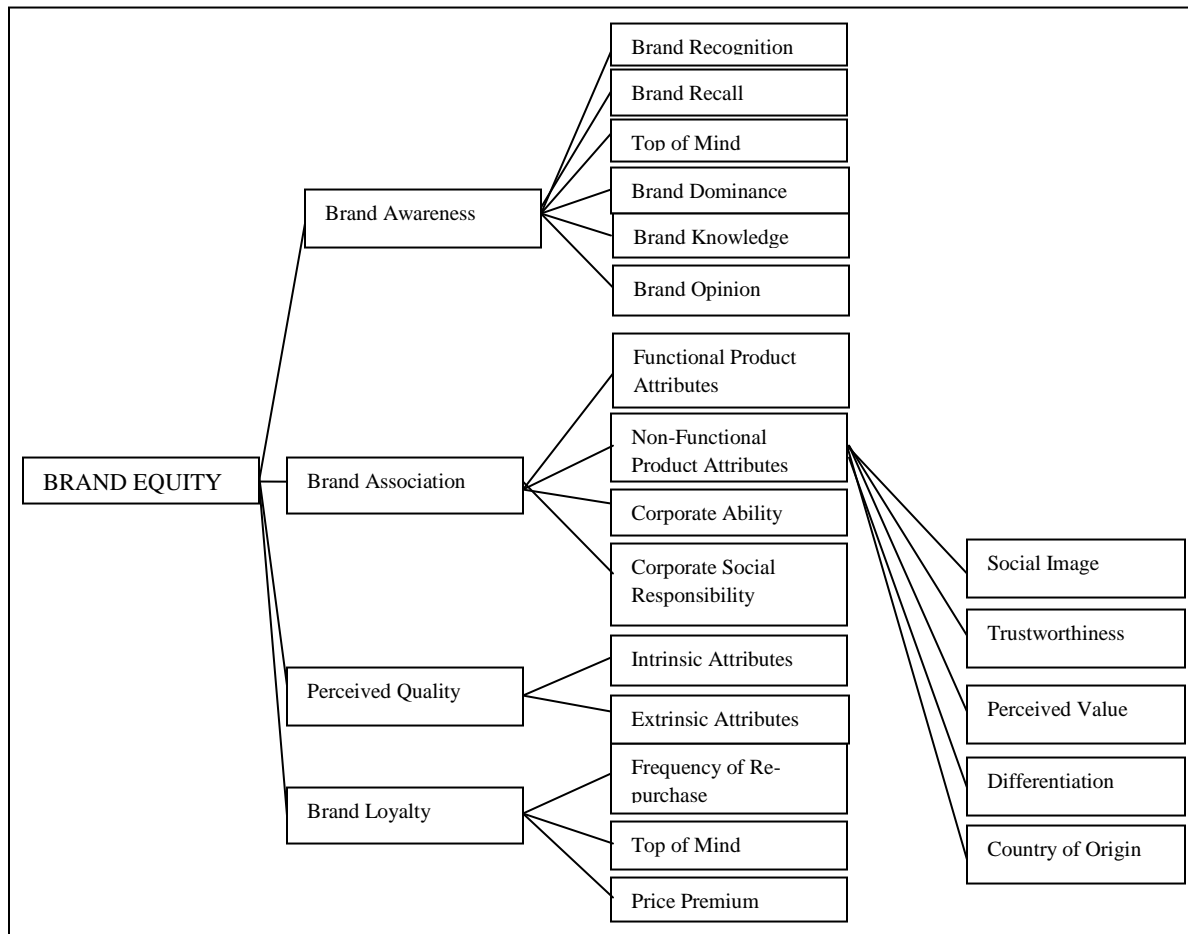 Brand Recognition
Brand Recall
Top of Mind
Brand Dominance
Brand Awareness
Brand Knowledge
Brand Opinion
Functional Product
Attributes
Non-Functional
Product Attributes
BRAND EQUITY
Brand Association
Corporate Ability
Corporate Social
Responsibility
Social Image
Trustworthiness
Perceived Value
Differentiation
Country of Origin
Perceived Quality
Intrinsic Attributes
Extrinsic Attributes
Brand Loyalty
Frequency of Re-
purchase
Top of Mind
Price Premium